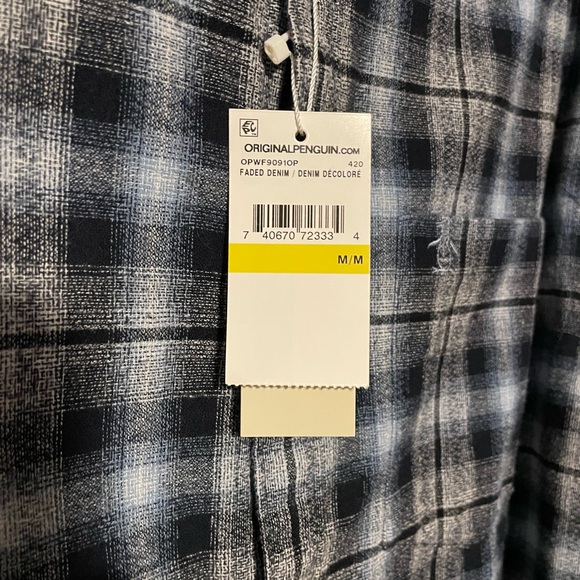 ORIGINALPENGUIN.COM
OPWF9091OP 420
FADED DENIM / DENIM DÉCOLORÉ
7 40670 72333 4
M/M